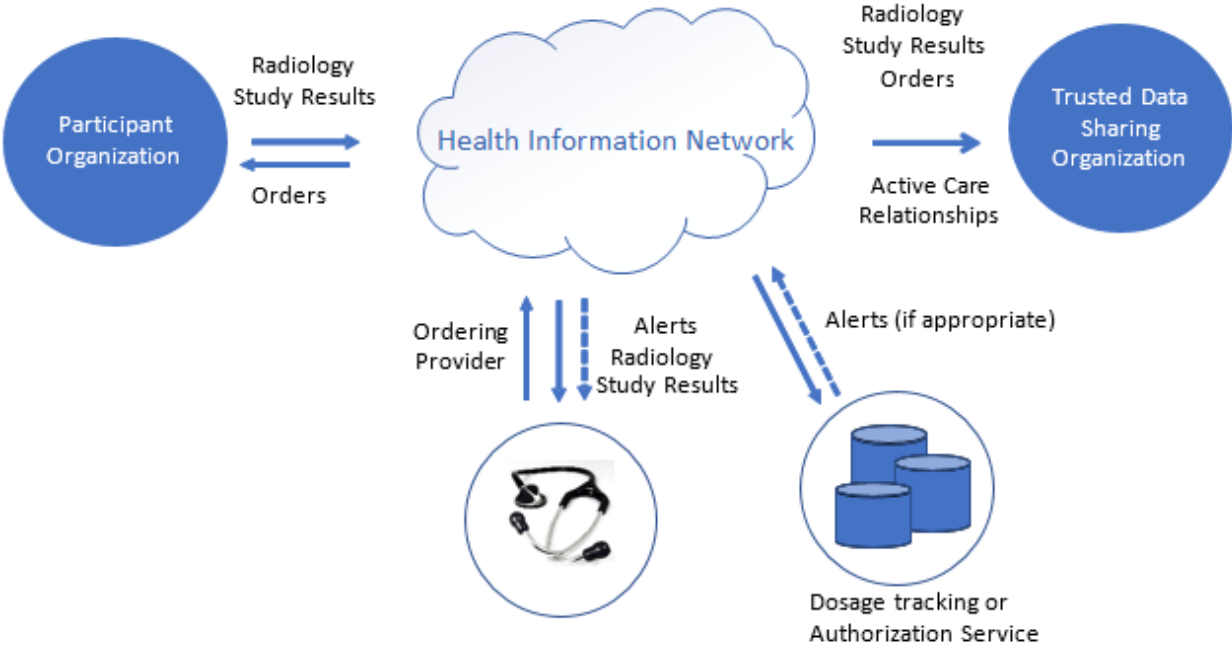 Radiology
Study Results
Participant
Organization
Orders
Health Information Network
Radiology
Study Results
Orders
Active Care
Relationships
Trusted Data
Sharing
Organization
Ordering
Provider
Alerts
Radiology
Study Results
Alerts (if appropriate)
Dosage tracking or
Authorization Service